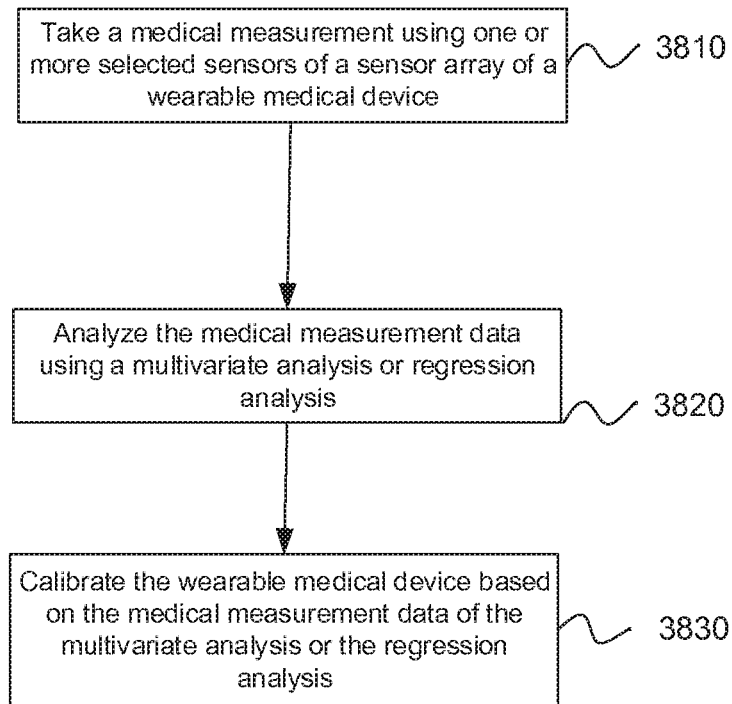 Take a medical measurement using one or
more selected sensors of a sensor array of a
wearable medical device
3810
Analyze the medical measurement data
using a multivariate analysis or regression
analysis
3820
Calibrate the wearable medical device based
on the medical measurement data of the
multivariate analysis or the regression
analysis
3830